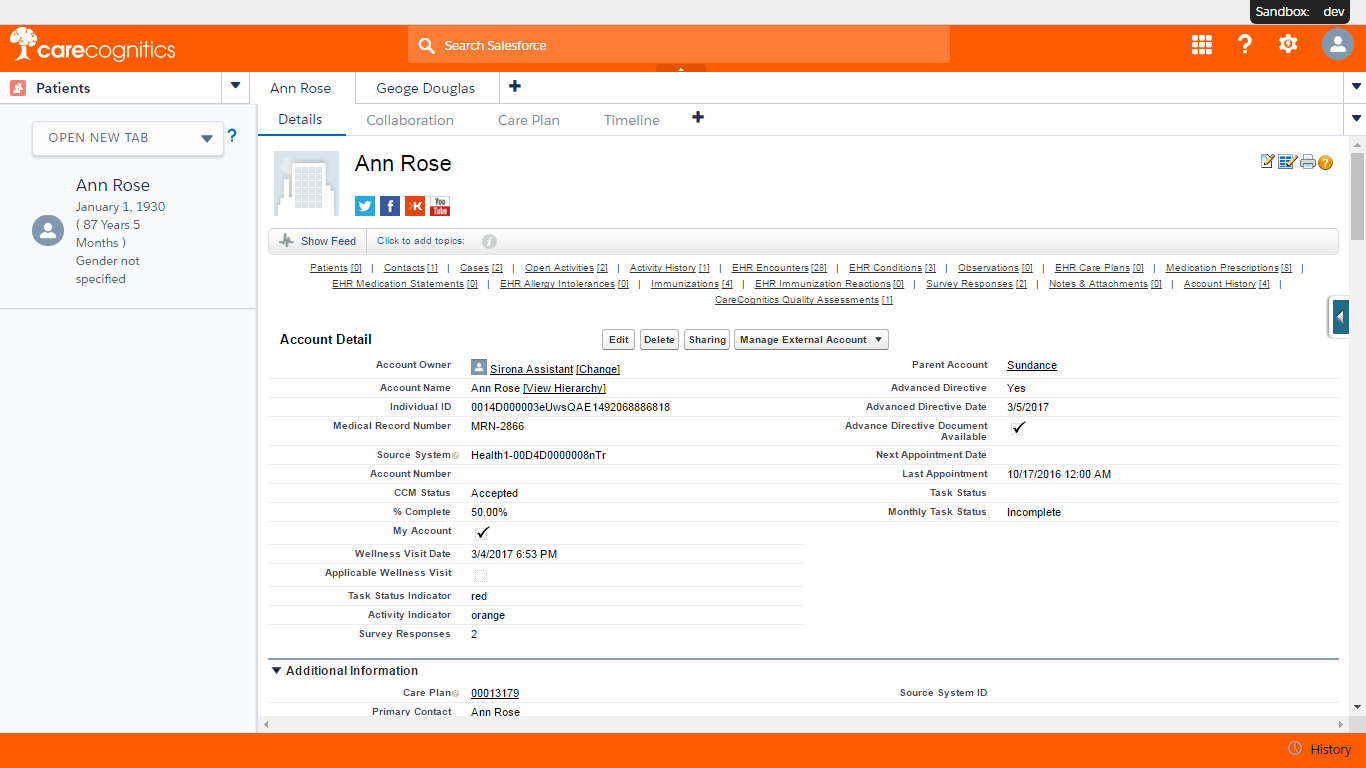 Sandbox: dev
carecognitics
Search Salesforce
Patients
Ann Rose
Geoge Douglas
OPEN NEW TAB
?
Ann Rose
January 1, 1930
( 87 Years 5
Months )
Gender not
specified
Details
Collaboration
Care Plan
Timeline
Ann Rose
You
Tube
Show Feed
Click to add topics:
Patients [0] | Contacts [1] | Cases [2] | Open Activities [2] | Activity History [1] | EHR Encounters [28] | EHR Conditions [3] | Observations [0] | EHR Care Plans [0] | Medication Prescriptions [8] |
EHR Medication Statements [0] | EHR Allergy Intolerances [0] | Immunizations [4] | EHR Immunization Reactions [0] | Survey Responses [2] | Notes & Attachments [0] | Account History [4] |
CareCognitics Quality Assessments [1]
Account Detail
Edit
Delete
Sharing
Manage External Account
Account Owner Sirona Assistant [Change]
Parent Account Sundance
Account Name Ann Rose [View Hierarchy]
Advanced Directive Yes
Individual ID 0014D000003eUwsQAE1492068886818
Advanced Directive Date 3/5/2017
Medical Record Number MRN-2866
Advance Directive Document
Available
Source System Health1-00D4D0000008nTr
Next Appointment Date
Account Number
Last Appointment 10/17/2016 12:00 AM
CCM Status Accepted
Task Status
% Complete 50.00%
Monthly Task Status Incomplete
My Account
Wellness Visit Date 3/4/2017 6:53 PM
Applicable Wellness Visit
Task Status Indicator red
Activity Indicator orange
Survey Responses 2
Additional Information
Care Plan 00013179
Source System ID
Primary Contact Ann Rose
History